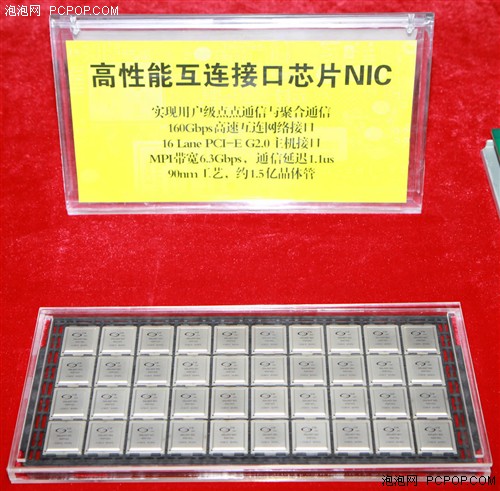 泡泡网 PCPOP.COM
高性能互连接口芯片NIC
实现用户级点点通信与聚合通信
160Gbps高速互连网络接口
16 Lane PCI-E G2.0主机接口
MPI带宽6.3Gbps、通信延迟1.1us
90nm工艺、约1.5亿晶体管
泡泡网 PCPOP.COM